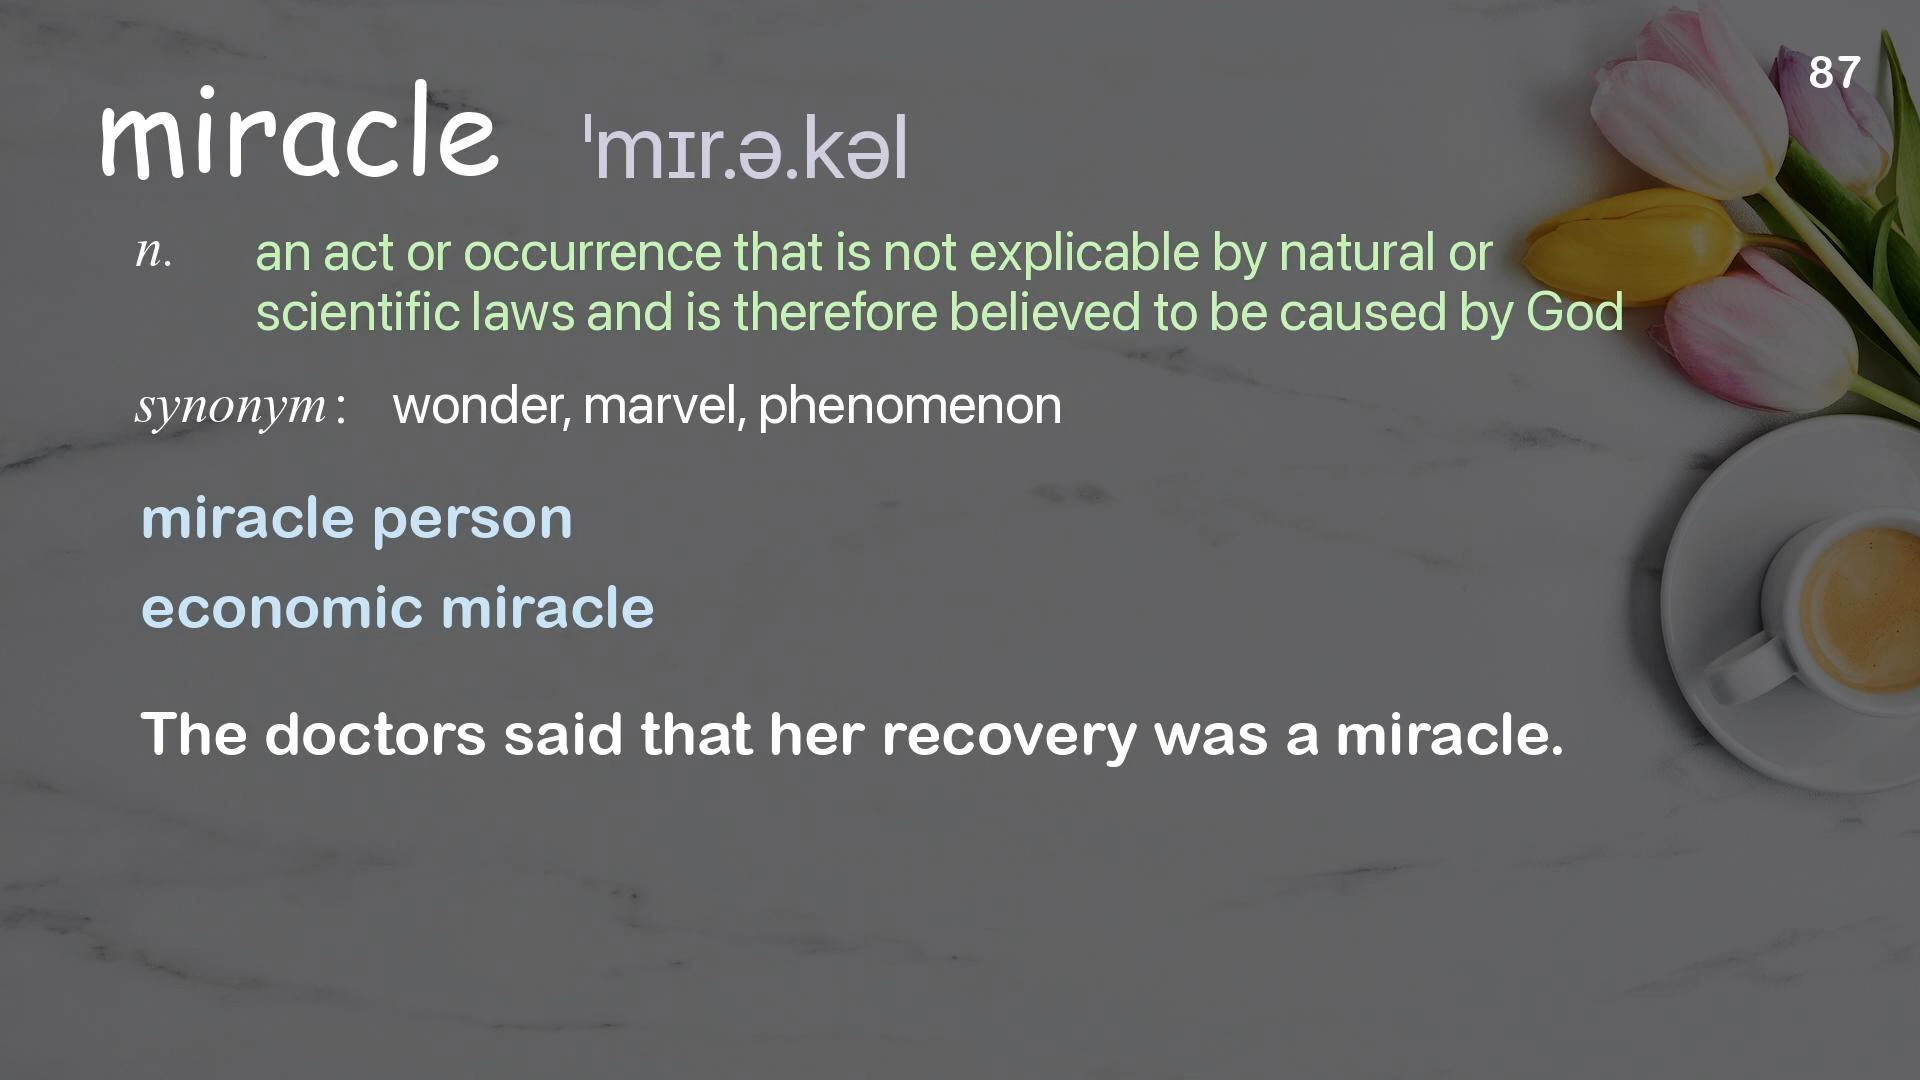 87
miracle ˈmɪr.ə.kəl
n. an act or occurrence that is not explicable by natural or
scientific laws and is therefore believed to be caused by God
synonym: wonder, marvel, phenomenon
miracle person
economic miracle
The doctors said that her recovery was a miracle.